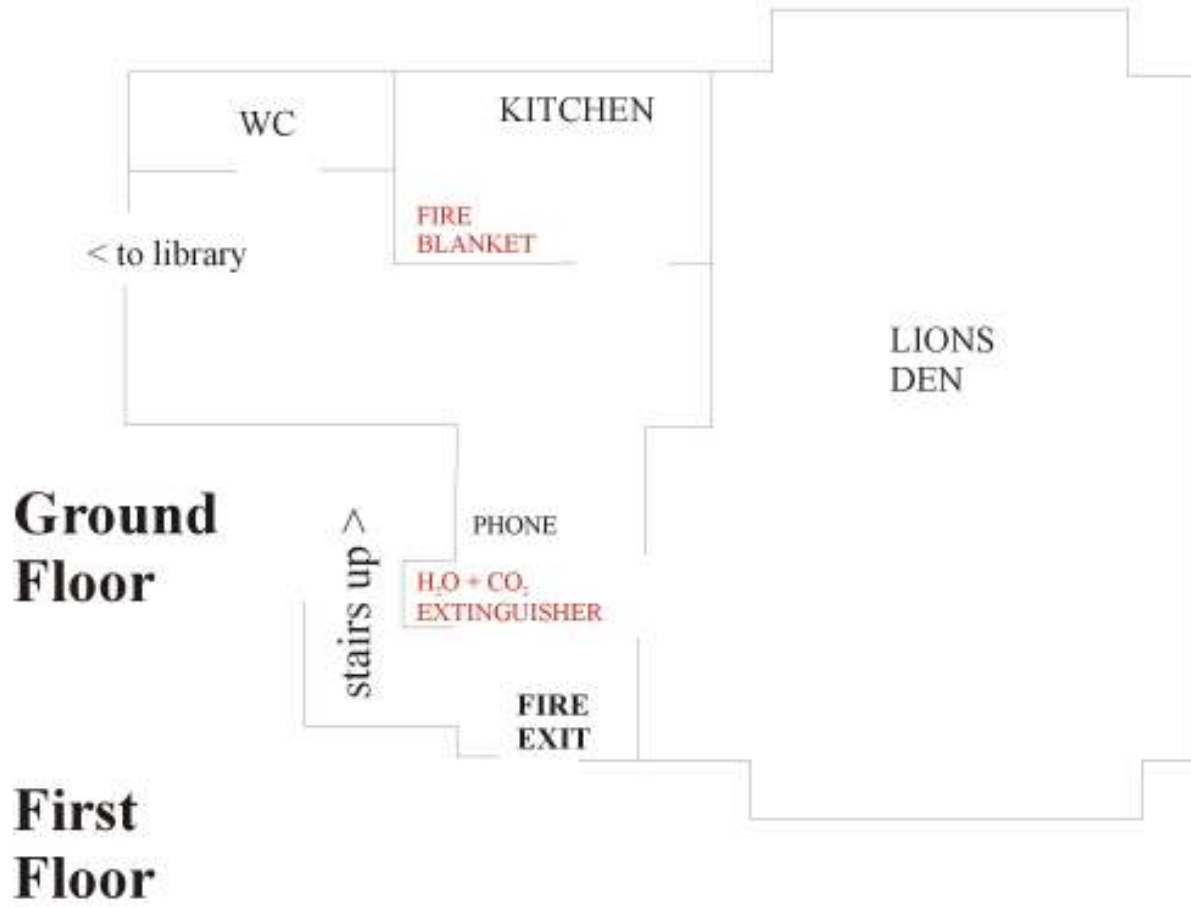 WC
KITCHEN
FIRE
BLANKET
< to library
LIONS
DEN
Ground
Floor
stairs up >
PHONE
H₂O + CO₂
EXTINGUISHER
FIRE
EXIT
First
Floor